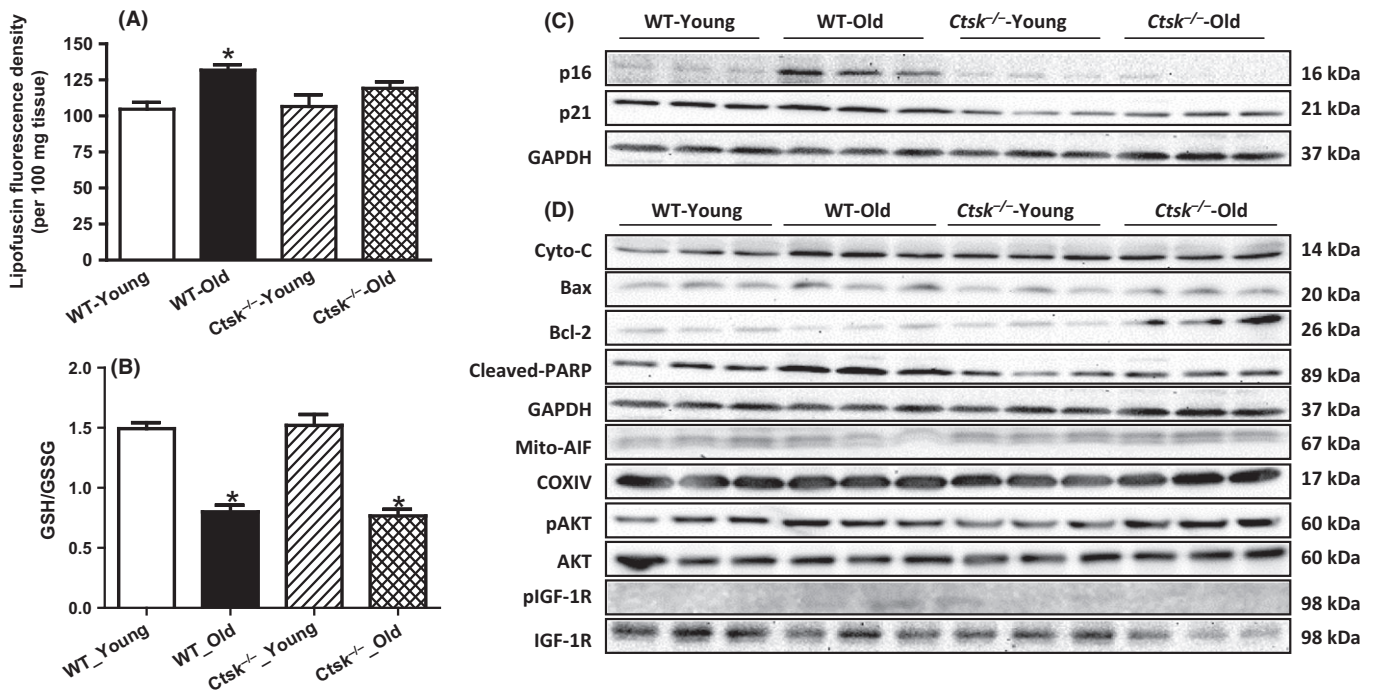 (A)
Lipofuscin fluorescence density
(per 100 mg tissue)
150
125
100
75
50
25
0
*
WT-Young
WT-Old
Ctsk⁻/⁻-Young
Ctsk⁻/⁻-Old
(B)
GSH/GSSG
2.0
1.5
1.0
0.5
0.0
*
*
WT_Young
WT_Old
Ctsk⁻/⁻_Young
Ctsk⁻/⁻_Old
(C)
WT-Young WT-Old Ctsk⁻/⁻-Young Ctsk⁻/⁻-Old
p16 16 kDa
p21 21 kDa
GAPDH 37 kDa
(D)
WT-Young WT-Old Ctsk⁻/⁻-Young Ctsk⁻/⁻-Old
Cyto-C 14 kDa
Bax 20 kDa
Bcl-2 26 kDa
Cleaved-PARP 89 kDa
GAPDH 37 kDa
Mito-AIF 67 kDa
COXIV 17 kDa
pAKT 60 kDa
AKT 60 kDa
pIGF-1R 98 kDa
IGF-1R 98 kDa